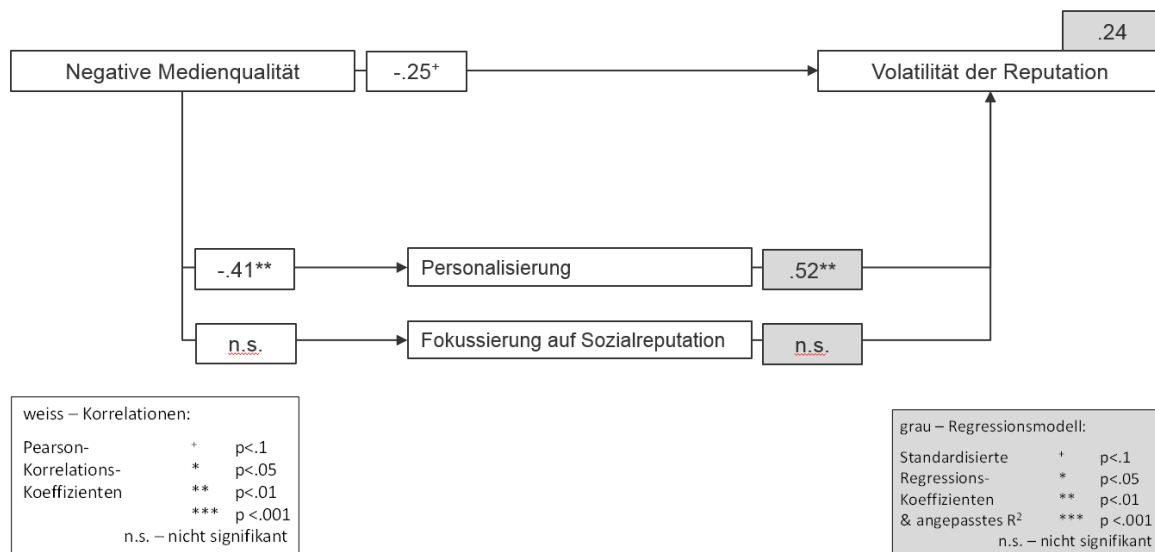 .24
Negative Medienqualität
-.25⁺
Volatilität der Reputation
-.41**
Personalisierung
.52**
n.s.
Fokussierung auf Sozialreputation
n.s.
weiss – Korrelationen:
Pearson- ⁺ p<.1
Korrelations- * p<.05
Koeffizienten ** p<.01
*** p <.001
n.s. – nicht signifikant
grau – Regressionsmodell:
Standardisierte ⁺ p<.1
Regressions- * p<.05
Koeffizienten ** p<.01
& angepasstes R² *** p <.001
n.s. – nicht signifikant